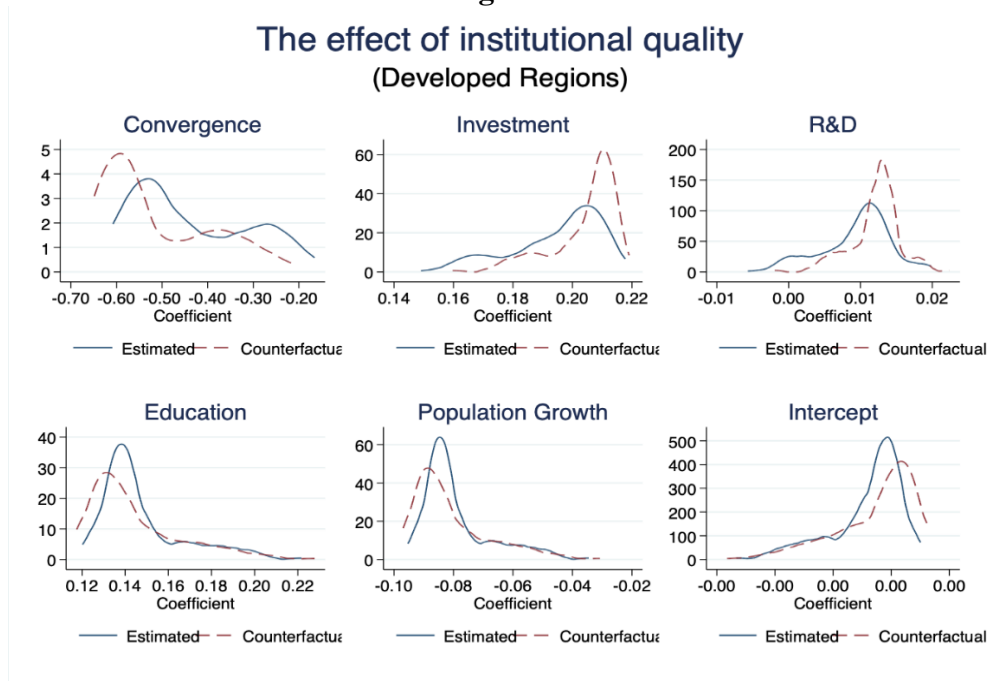 The effect of institutional quality
(Developed Regions)
Convergence
5
4
3
2
1
0
-0.70 -0.60 -0.50 -0.40 -0.30 -0.20
Coefficient
Estimated Counterfactua
Investment
60
40
20
0
0.14 0.16 0.18 0.20 0.22
Coefficient
Estimated Counterfactua
R&D
200
150
100
50
0
-0.01 0.00 0.01 0.02
Coefficient
Estimated Counterfactual
Education
40
30
20
10
0
0.12 0.14 0.16 0.18 0.20 0.22
Coefficient
Estimated Counterfactua
Population Growth
60
40
20
0
-0.10 -0.08 -0.06 -0.04 -0.02
Coefficient
Estimated Counterfactua
Intercept
500
400
300
200
100
0
-0.00 -0.00 0.00 0.00 0.00
Coefficient
Estimated Counterfactual